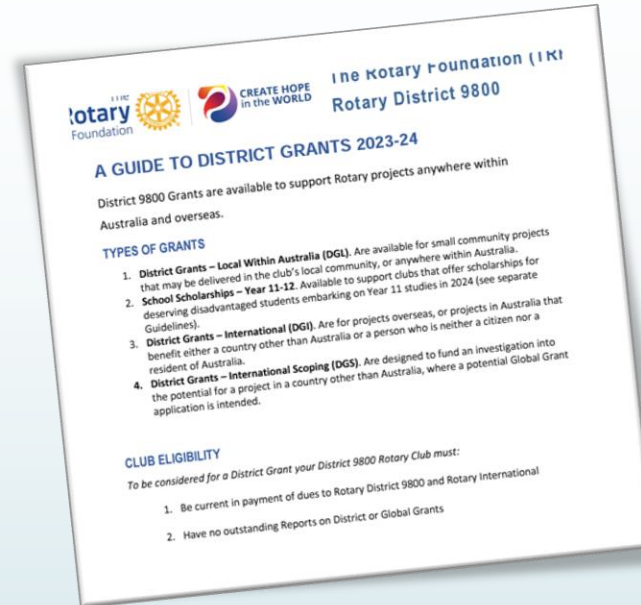 Rotary
Foundation
CREATE HOPE
in the WORLD
The Rotary Foundation
Rotary District 9800
A GUIDE TO DISTRICT GRANTS 2023-24
District 9800 Grants are available to support Rotary projects anywhere within
Australia and overseas.
TYPES OF GRANTS
1. District Grants – Local Within Australia (DGL). Are available for small community projects
that may be delivered in the club's local community, or anywhere within Australia.
2. School Scholarships – Year 11-12. Available to support clubs that offer scholarships for
deserving disadvantaged students embarking on Year 11 studies in 2024 (see separate
Guidelines).
3. District Grants – International (DGI). Are for projects overseas, or projects in Australia that
benefit either a country other than Australia or a person who is neither a citizen nor a
resident of Australia.
4. District Grants – International Scoping (DGS). Are designed to fund an investigation into
the potential for a project in a country other than Australia, where a potential Global Grant
application is intended.
CLUB ELIGIBILITY
To be considered for a District Grant your District 9800 Rotary Club must:
1. Be current in payment of dues to Rotary District 9800 and Rotary International
2. Have no outstanding Reports on District or Global Grants